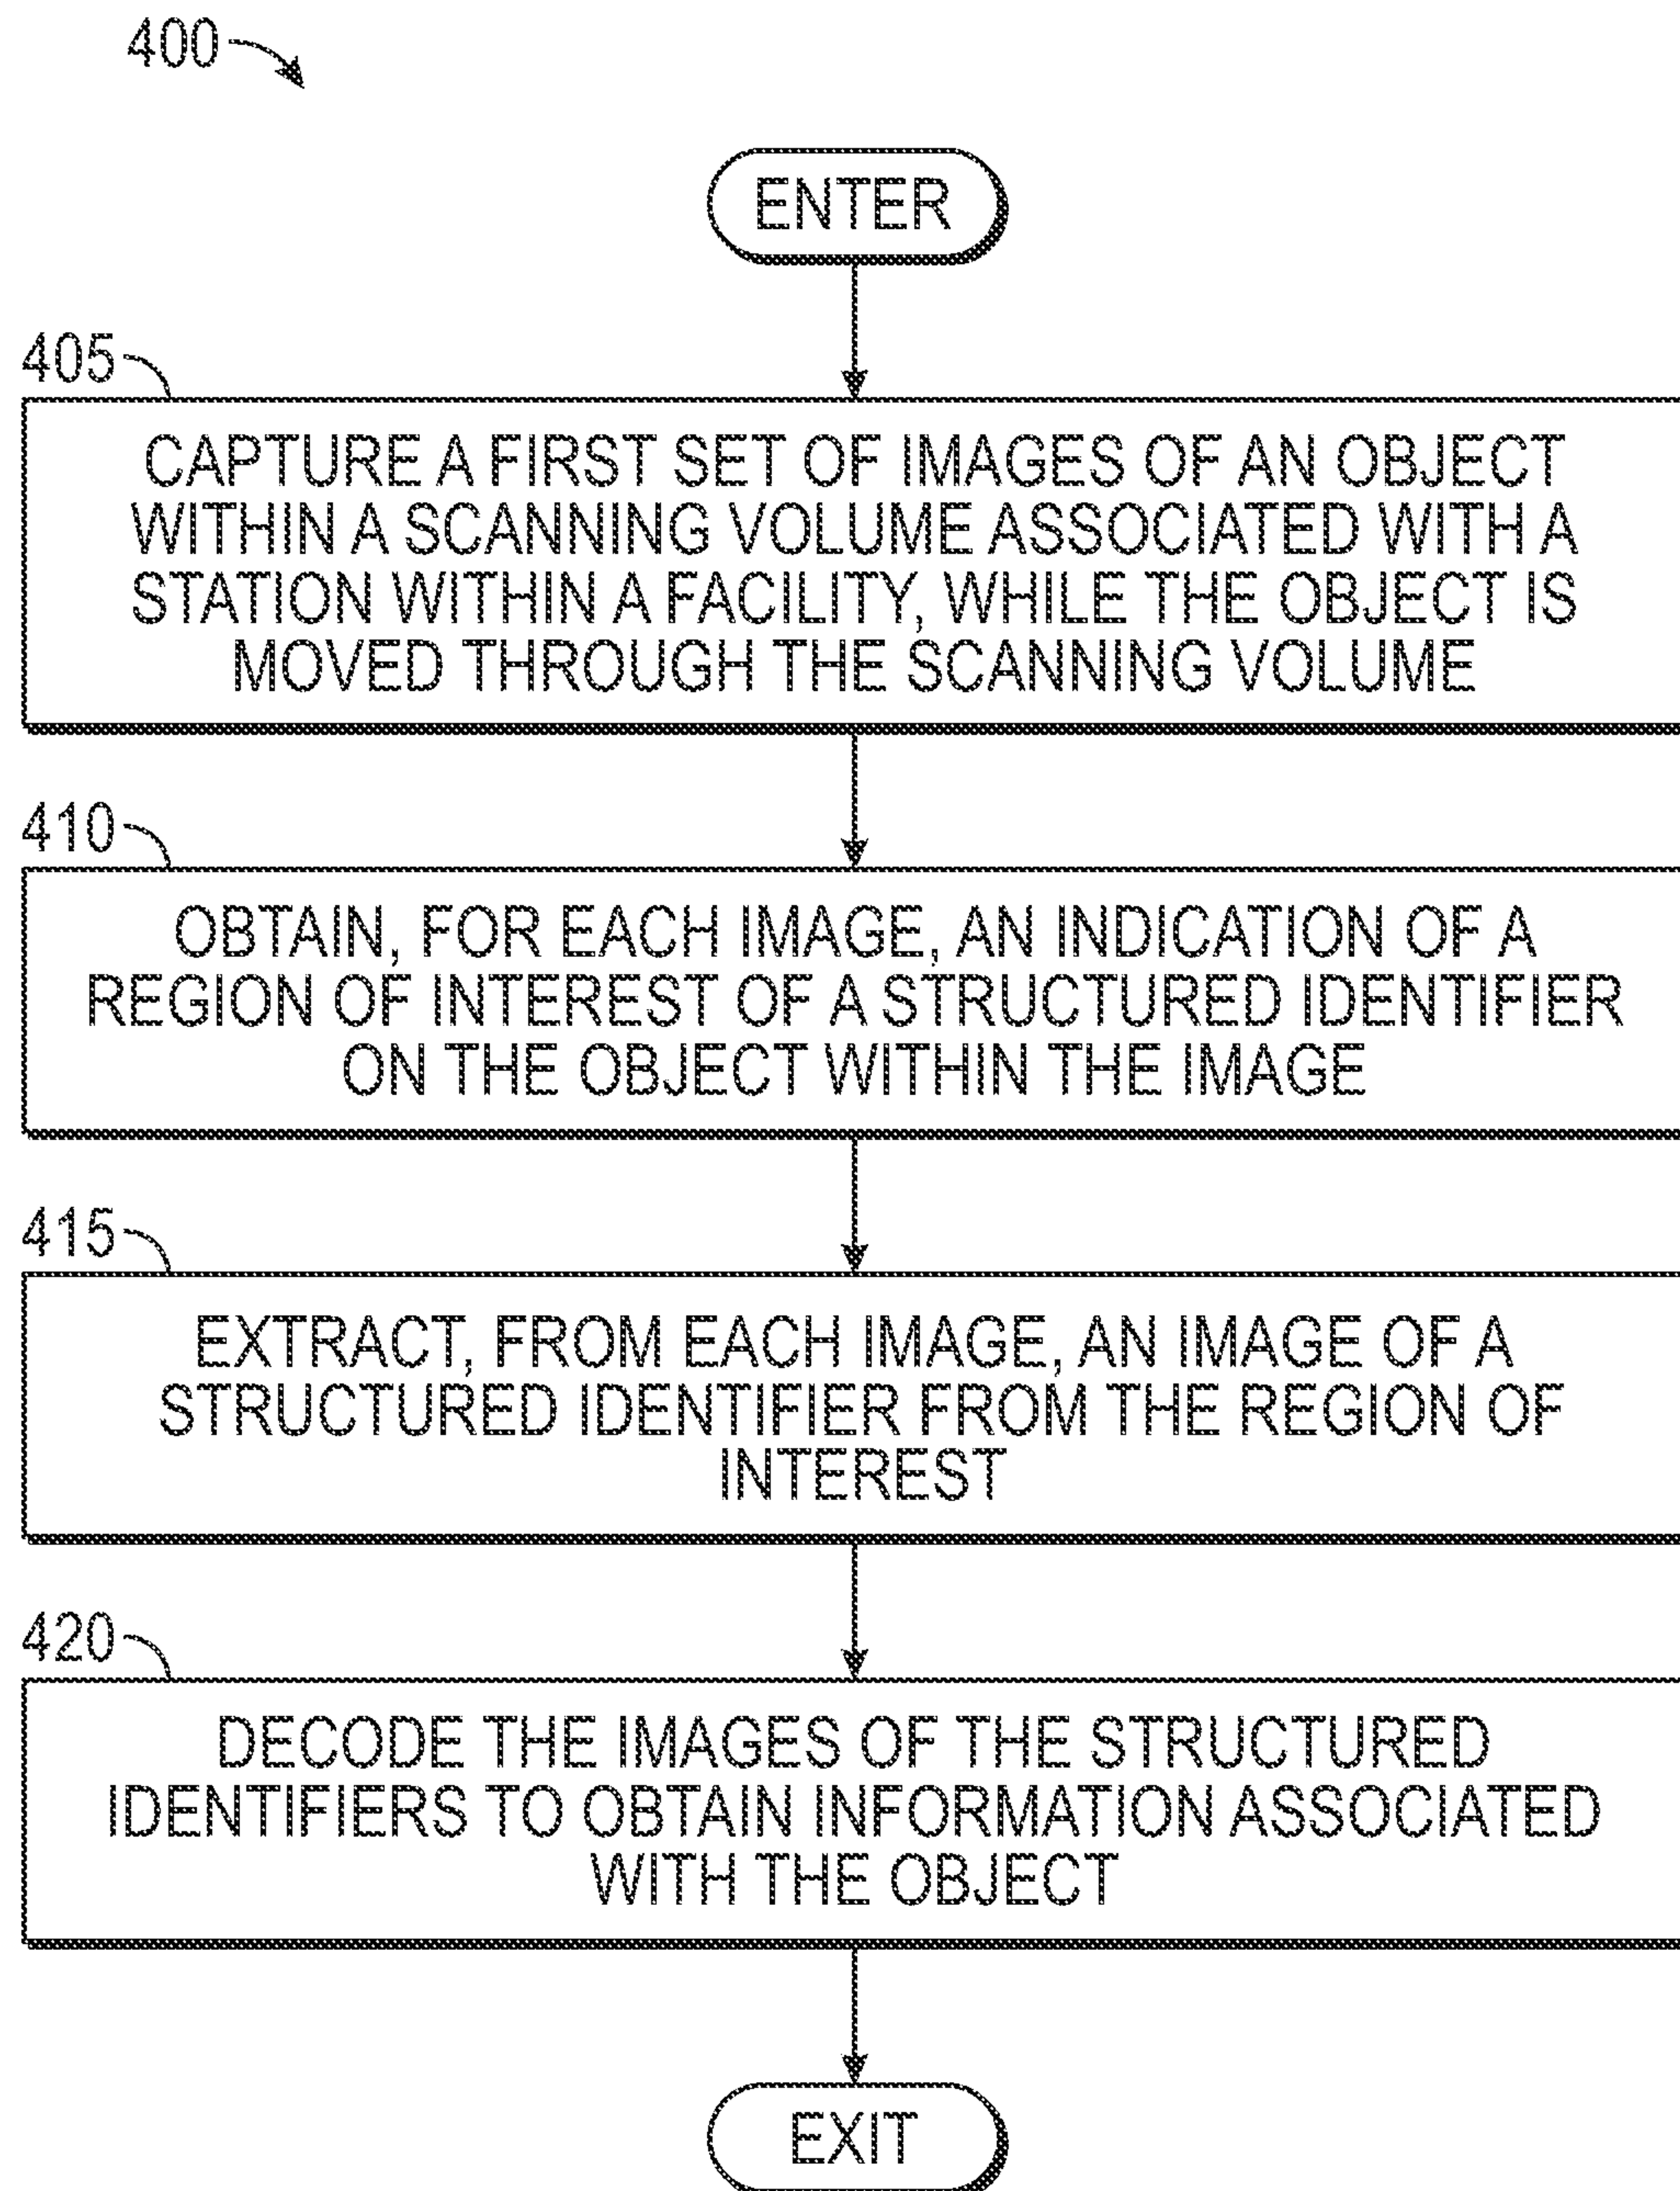 400
ENTER
405
CAPTURE A FIRST SET OF IMAGES OF AN OBJECT
WITHIN A SCANNING VOLUME ASSOCIATED WITH A
STATION WITHIN A FACILITY, WHILE THE OBJECT IS
MOVED THROUGH THE SCANNING VOLUME
410
OBTAIN, FOR EACH IMAGE, AN INDICATION OF A
REGION OF INTEREST OF A STRUCTURED IDENTIFIER
ON THE OBJECT WITHIN THE IMAGE
415
EXTRACT, FROM EACH IMAGE, AN IMAGE OF A
STRUCTURED IDENTIFIER FROM THE REGION OF
INTEREST
420
DECODE THE IMAGES OF THE STRUCTURED
IDENTIFIERS TO OBTAIN INFORMATION ASSOCIATED
WITH THE OBJECT
EXIT